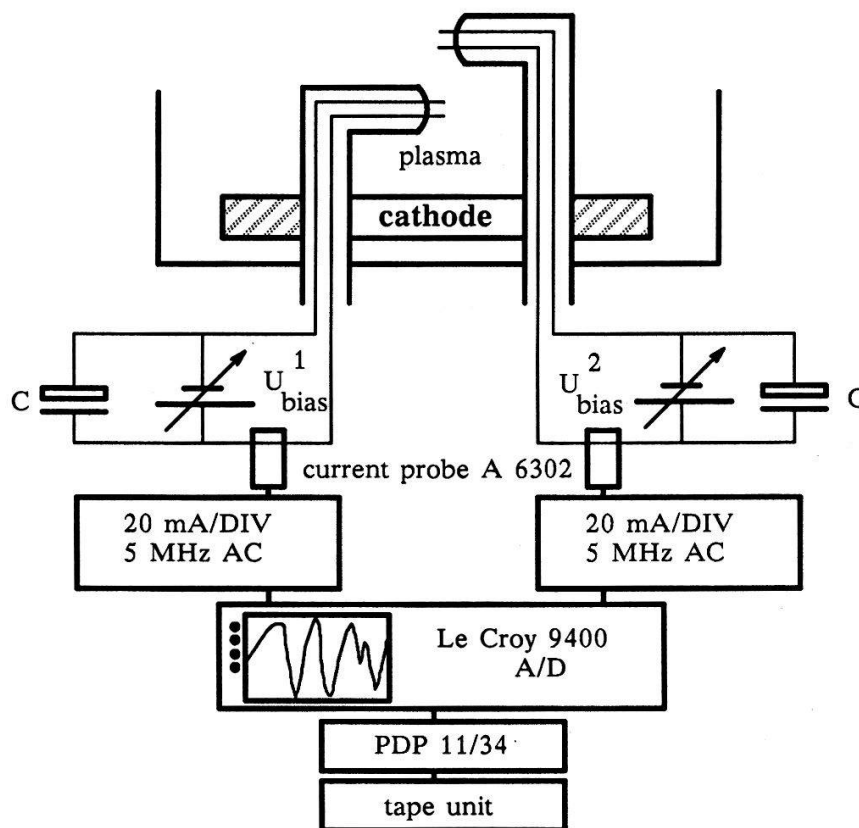 plasma
cathode
C
U bias 1
U bias 2
C
current probe A 6302
20 mA/DIV
5 MHz AC
20 mA/DIV
5 MHz AC
Le Croy 9400
A/D
PDP 11/34
tape unit